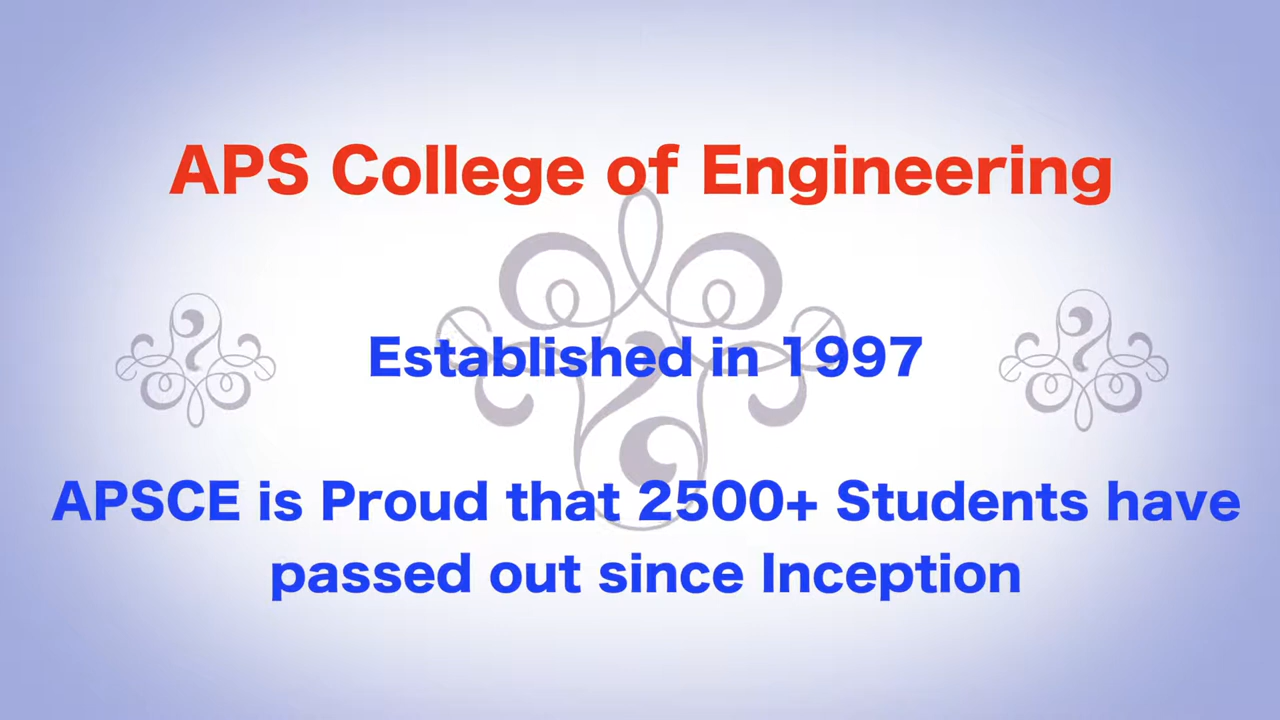 APS College of Engineering
Established in 1997
APSCE is Proud that 2500+ Students have
passed out since Inception